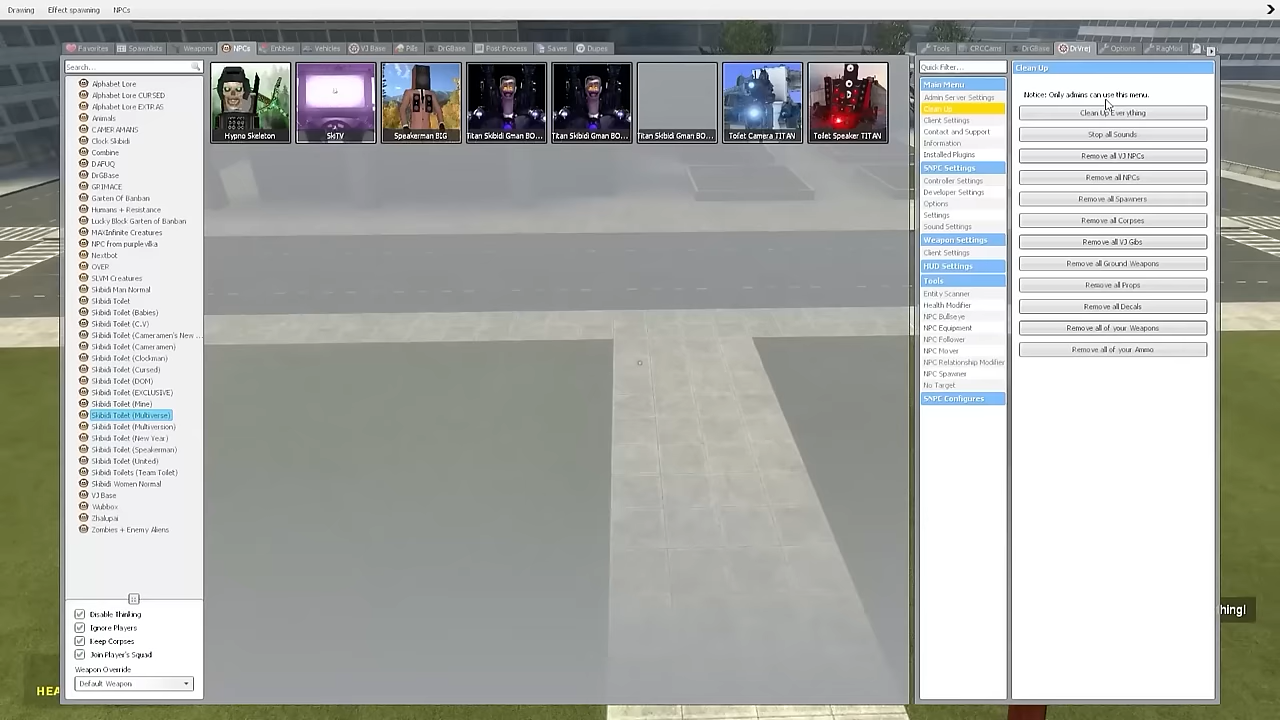 Drawing Effect spawning NPCs
Favorites Spawnlists Weapons NPCs Entities Vehicles VJ Base Pills DrGBase Post Process Saves Dupes
Search...
Alphabet Lore
Alphabet Lore CURSED
Alphabet Lore EXTRAS
Animals
CAMERAMANS
Clock Skibidi
Combine
DAFUQ
DrGBase
GRIMACE
Garten Of Banban
Humans + Resistance
Lucky Block Garten of Banban
MAXInfinite Creatures
NPC from purplevilka
Nextbot
OVER
SLVM Creatures
Skibidi Man Normal
Skibidi Toilet
Skibidi Toilet (Babies)
Skibidi Toilet (C.V)
Skibidi Toilet (Cameramen's New ...
Skibidi Toilet (Cameramen)
Skibidi Toilet (Clockman)
Skibidi Toilet (Cursed)
Skibidi Toilet (DOM)
Skibidi Toilet (EXCLUSIVE)
Skibidi Toilet (Mine)
Skibidi Toilet (Multiverse)
Skibidi Toilet (Multiversion)
Skibidi Toilet (New Year)
Skibidi Toilet (Speakerman)
Skibidi Toilet (United)
Skibidi Toilets (Team Toilet)
Skibidi Women Normal
VJ Base
Wubbox
Zhalupai
Zombies + Enemy Aliens
Disable Thinking
Ignore Players
Keep Corpses
Join Player's Squad
Weapon Override
Default Weapon
Hypno Skeleton
SkiTV
Speakerman BIG
Titan Skibidi Gman BO...
Titan Skibidi Gman BO...
Titan Skibidi Gman BO...
Tolet Camera TITAN
Tolet Speaker TITAN
Tools CRCCams DrGBase DrVrej Options RagMod
Quick Filter...
Main Menu
Admin Server Settings
Clean Up
Client Settings
Contact and Support
Information
Installed Plugins
SNPC Settings
Controller Settings
Developer Settings
Options
Settings
Sound Settings
Weapon Settings
Client Settings
HUD Settings
Tools
Entity Scanner
Health Modifier
NPC Bullseye
NPC Equipment
NPC Follower
NPC Mover
NPC Relationship Modifier
NPC Spawner
No Target
SNPC Configures
Clean Up
Notice: Only admins can use this menu.
Clean Up Everything
Stop all Sounds
Remove all VJ NPCs
Remove all NPCs
Remove all Spawners
Remove all Corpses
Remove all VJ Gibs
Remove all Ground Weapons
Remove all Props
Remove all Decals
Remove all of your Weapons
Remove all of your Ammo
hing!
HEA